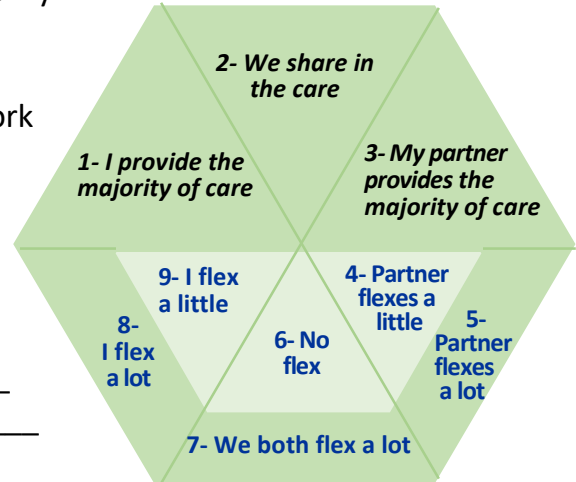 ork
2- We share in
the care
1- I provide the
majority of care
3- My partner
provides the
majority of care
9- I flex
a little
4- Partner
flexes a
little
8-
I flex
a lot
6- No
flex
5-
Partner
flexes
a lot
7- We both flex a lot